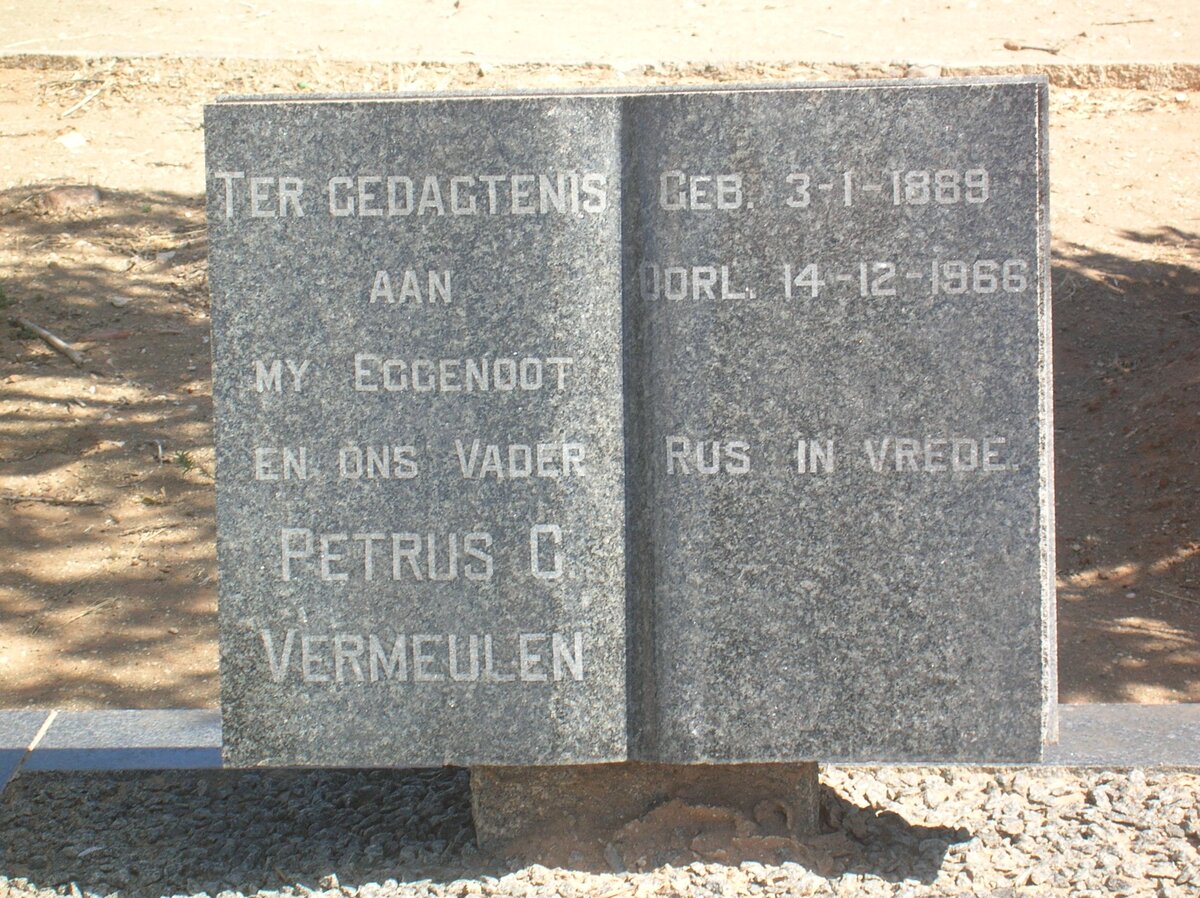 TER GEDAGTENIS
AAN
MY EGGENOOT
EN ONS VADER
PETRUS C.
VERMEULEN
GEB. 3-1-1889
OORL. 14-12-1966
RUS IN VREDE.